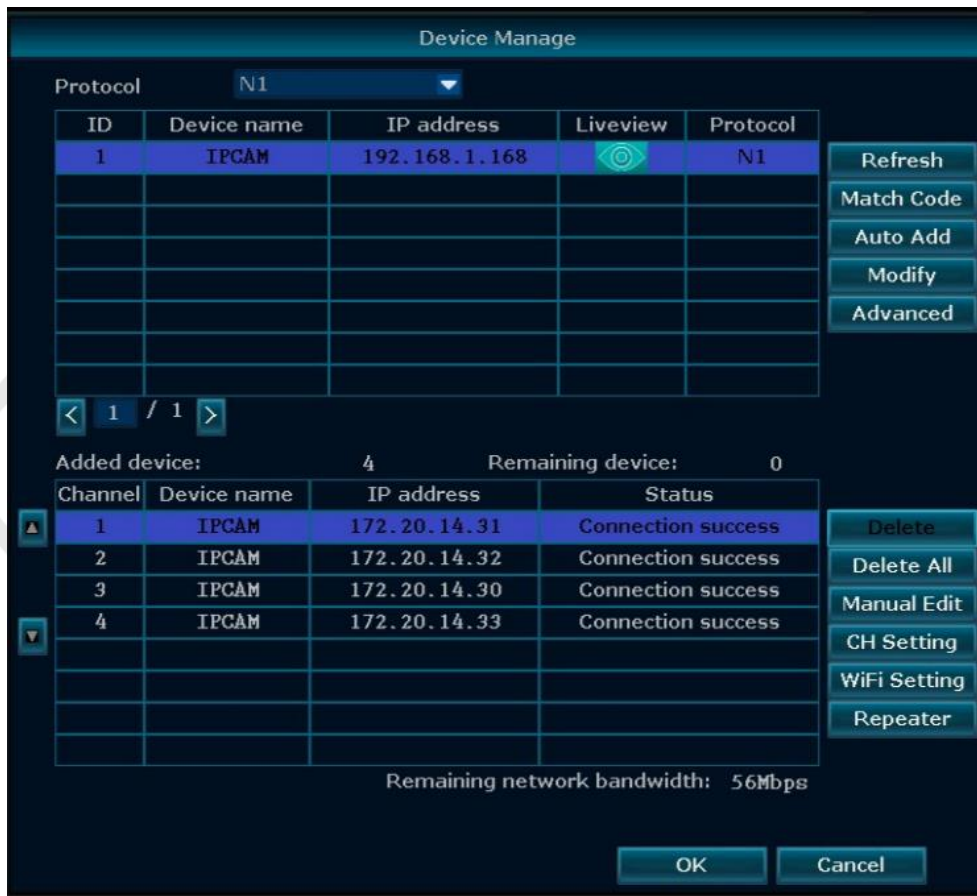 Device Manage
Protocol N1
ID Device name IP address Liveview Protocol
1 IPCAM 192.168.1.168 N1
Refresh
Match Code
Auto Add
Modify
Advanced
< 1 / 1 >
Added device: 4 Remaining device: 0
Channel Device name IP address Status
1 IPCAM 172.20.14.31 Connection success
2 IPCAM 172.20.14.32 Connection success
3 IPCAM 172.20.14.30 Connection success
4 IPCAM 172.20.14.33 Connection success
Delete
Delete All
Manual Edit
CH Setting
WiFi Setting
Repeater
Remaining network bandwidth: 56Mbps
OK Cancel